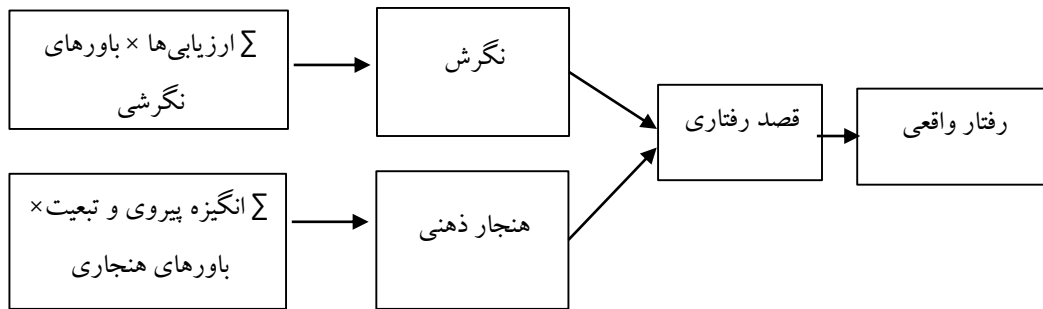 ∑ ارزیابی‌ها × باورهای
نگرشی
نگرش
قصد رفتاری
رفتار واقعی
∑ انگیزه پیروی و تبعیت×
باورهای هنجاری
هنجار ذهنی